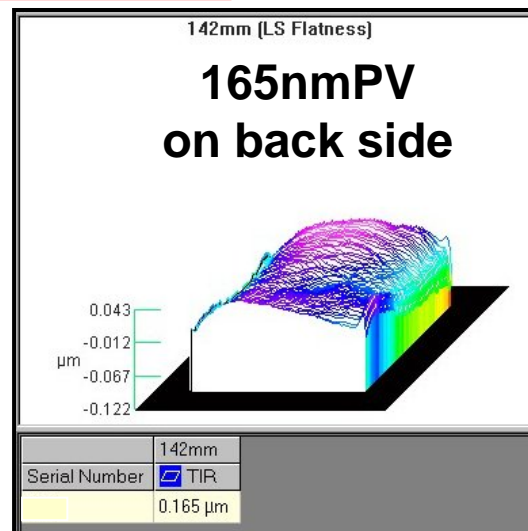 142mm (LS Flatness)
165nmPV
on back side
0.043
-0.012
µm
-0.067
-0.122
142mm
Serial Number TIR
0.165 µm